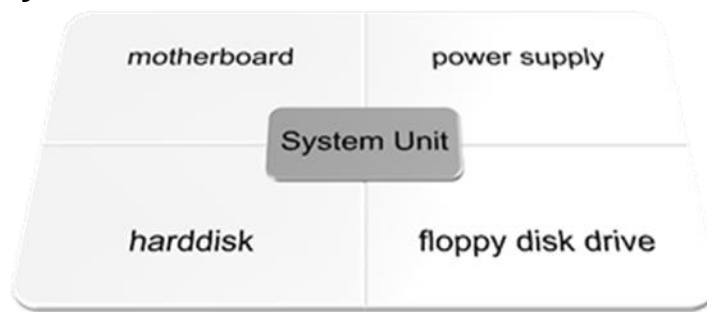 motherboard
power supply
System Unit
harddisk
floppy disk drive